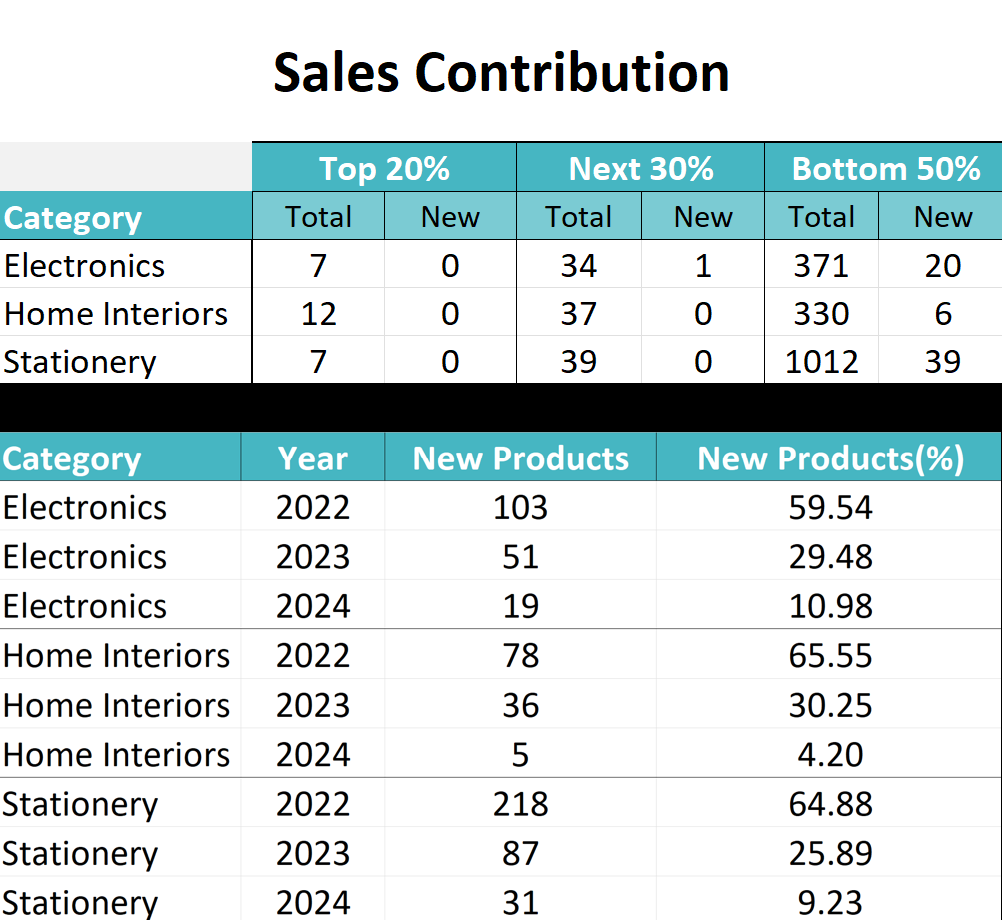 Sales Contribution
Top 20% Next 30% Bottom 50%
Category Total New Total New Total New
Electronics 7 0 34 1 371 20
Home Interiors 12 0 37 0 330 6
Stationery 7 0 39 0 1012 39
Category Year New Products New Products(%)
Electronics 2022 103 59.54
Electronics 2023 51 29.48
Electronics 2024 19 10.98
Home Interiors 2022 78 65.55
Home Interiors 2023 36 30.25
Home Interiors 2024 5 4.20
Stationery 2022 218 64.88
Stationery 2023 87 25.89
Stationery 2024 31 9.23